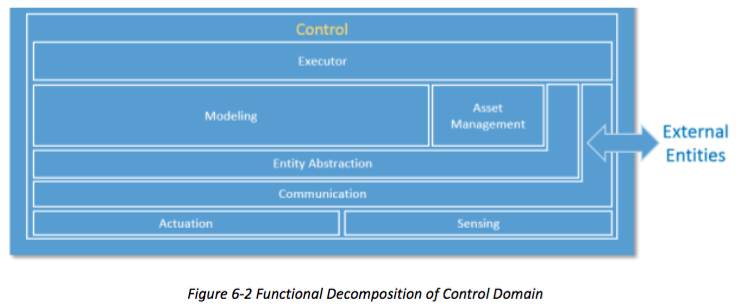 Control
Executor
Modeling
Asset
Management
External
Entities
Entity Abstraction
Communication
Actuation
Sensing
Figure 6-2 Functional Decomposition of Control Domain